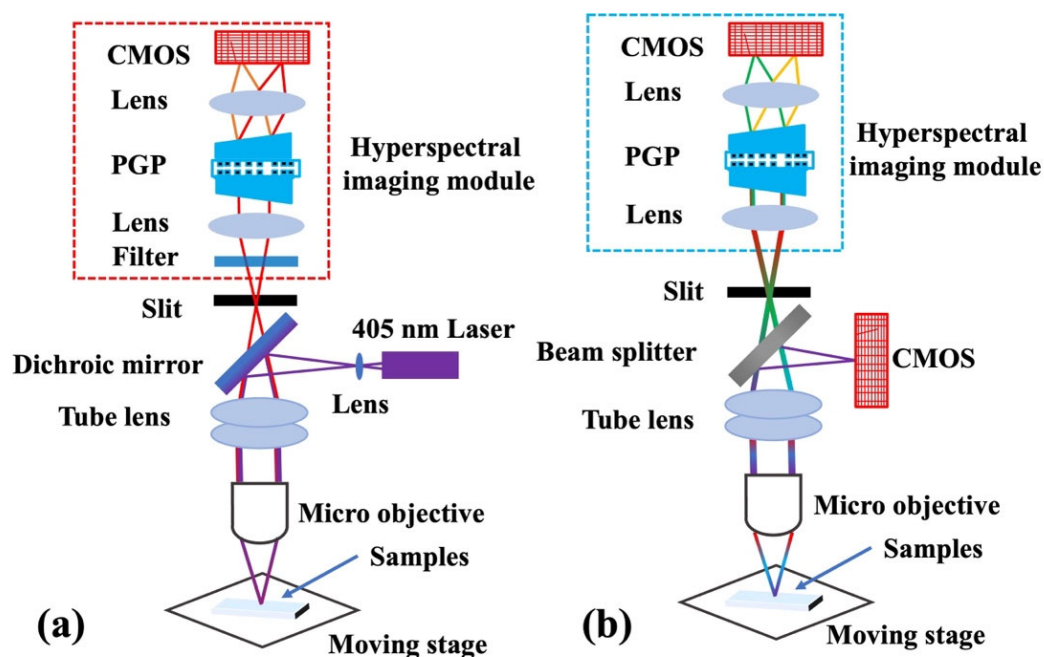 CMOS
Lens
PGP
Hyperspectral
imaging module
Lens
Filter
Slit
405 nm Laser
Dichroic mirror
Lens
Tube lens
Micro objective
Samples
(a)
Moving stage
CMOS
Lens
PGP
Hyperspectral
imaging module
Lens
Slit
Beam splitter
CMOS
Tube lens
Micro objective
Samples
(b)
Moving stage